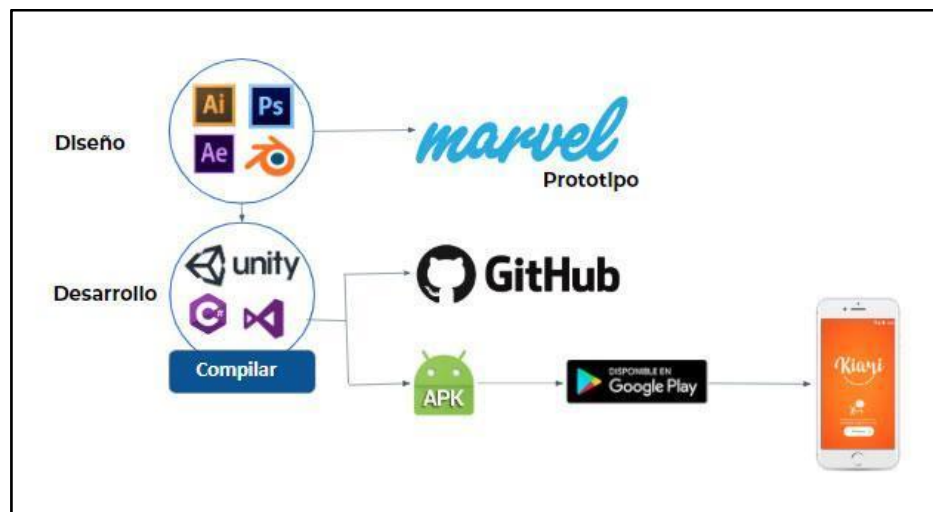 Diseño
Ai
Ps
Ae
marvel
Prototipo
Desarrollo
unity
C#
Compilar
GitHub
APK
DISPONIBLE EN
Google Play
Kiari